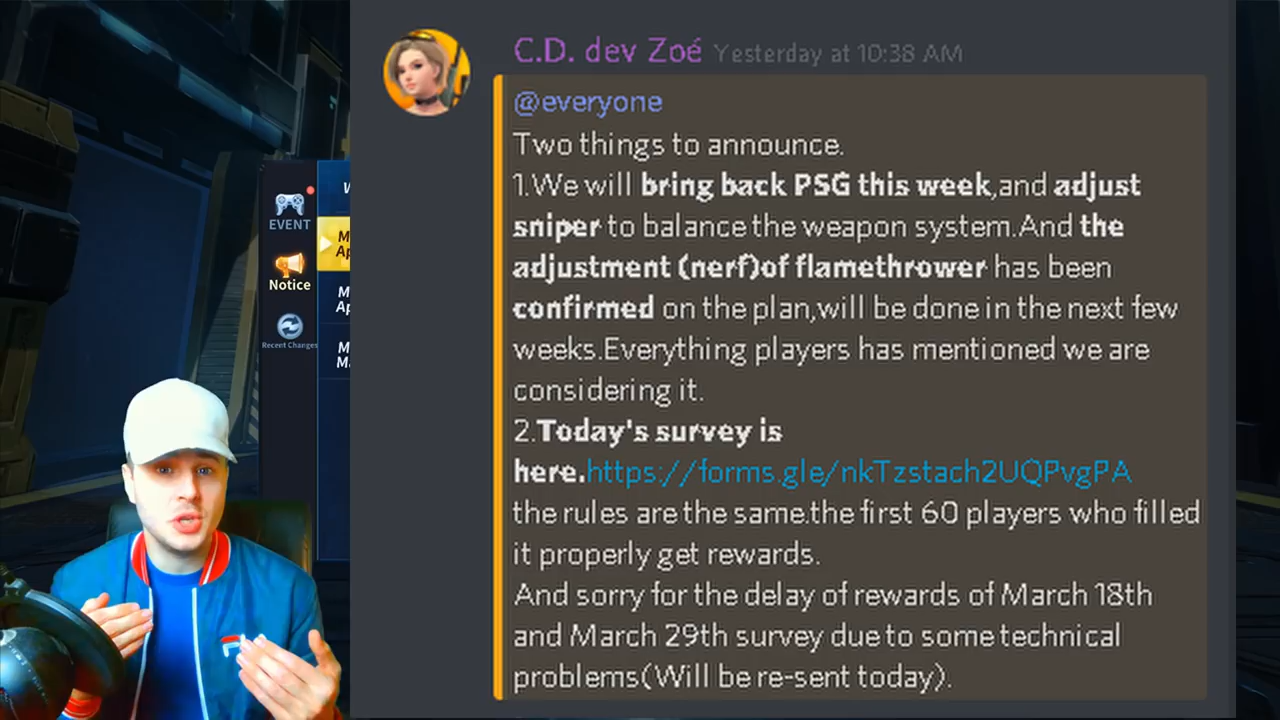 C.D. dev Zoé Yesterday at 10:38 AM
@everyone
Two things to announce.
1.We will bring back PSG this week,and adjust
sniper to balance the weapon system.And the
adjustment (nerf)of flamethrower has been
confirmed on the plan,will be done in the next few
weeks.Everything players has mentioned we are
considering it.
2.Today's survey is
here.https://forms.gle/nkTzstach2UQPvgPA
the rules are the same.the first 60 players who filled
it properly get rewards.
And sorry for the delay of rewards of March 18th
and March 29th survey due to some technical
problems(Will be re-sent today).
EVENT
Notice
Recent Changes